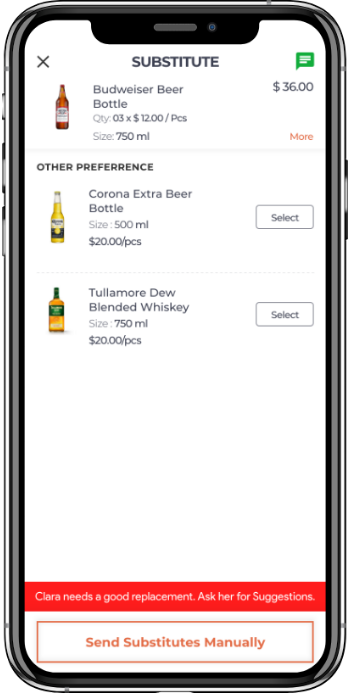 SUBSTITUTE
Budweiser Beer
Bottle
$ 36.00
Qty: 03 x $ 12.00 / Pcs
Size: 750 ml
More
OTHER PREFERRENCE
Corona Extra Beer
Bottle
Size : 500 ml
$20.00/pcs
Select
Tullamore Dew
Blended Whiskey
Size : 750 ml
$20.00/pcs
Select
Clara needs a good replacement. Ask her for Suggestions.
Send Substitutes Manually